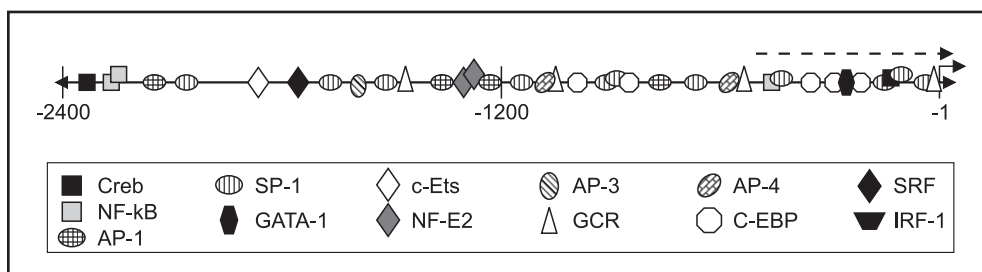 -2400 -1200 -1
Creb SP-1 c-Ets AP-3 AP-4 SRF
NF-kB GATA-1 NF-E2 GCR C-EBP IRF-1
AP-1